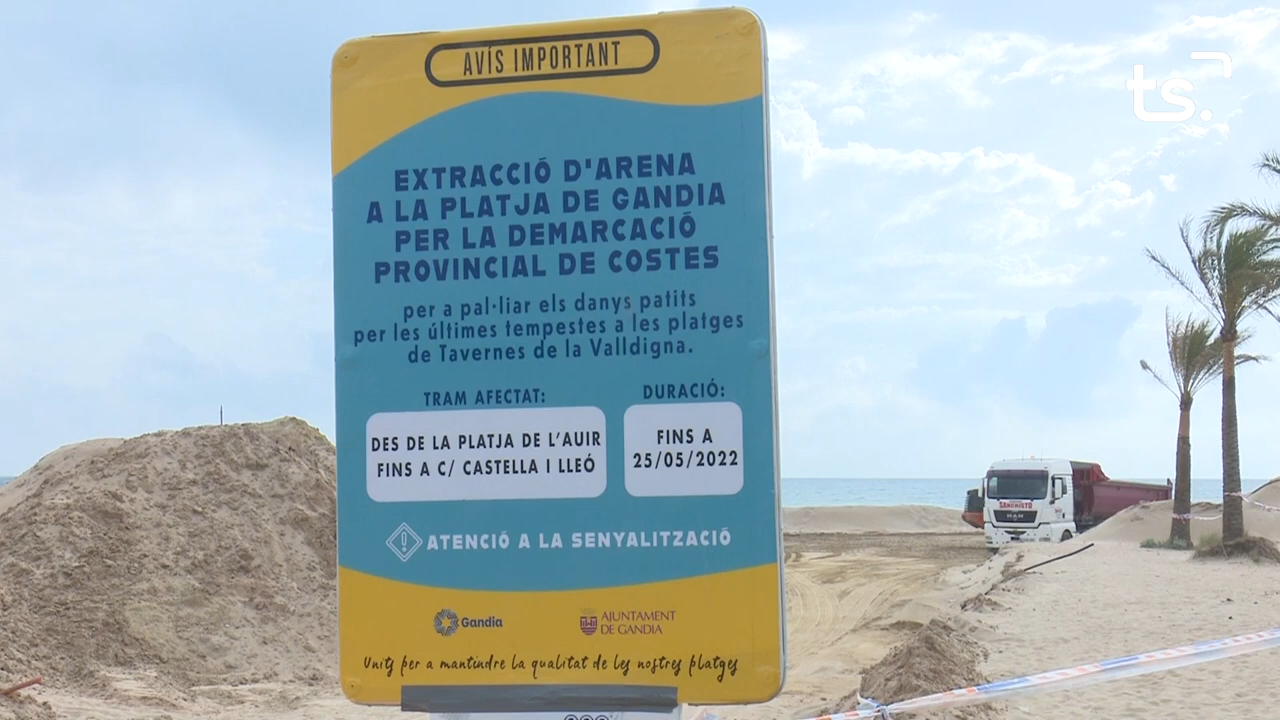 ts.
AVÍS IMPORTANT
EXTRACCIÓ D'ARENA
A LA PLATJA DE GANDIA
PER LA DEMARCACIÓ
PROVINCIAL DE COSTES
per a pal·liar els danys patits
per les últimes tempestes a les platges
de Tavernes de la Valldigna.
TRAM AFECTAT:
DES DE LA PLATJA DE L'AUIR
FINS A C/ CASTELLA I LLEÓ
DURACIÓ:
FINS A
25/05/2022
ATENCIÓ A LA SENYALITZACIÓ
Gandia
AJUNTAMENT
DE GANDIA
Units per a mantindre la qualitat de les nostres platges
MAN